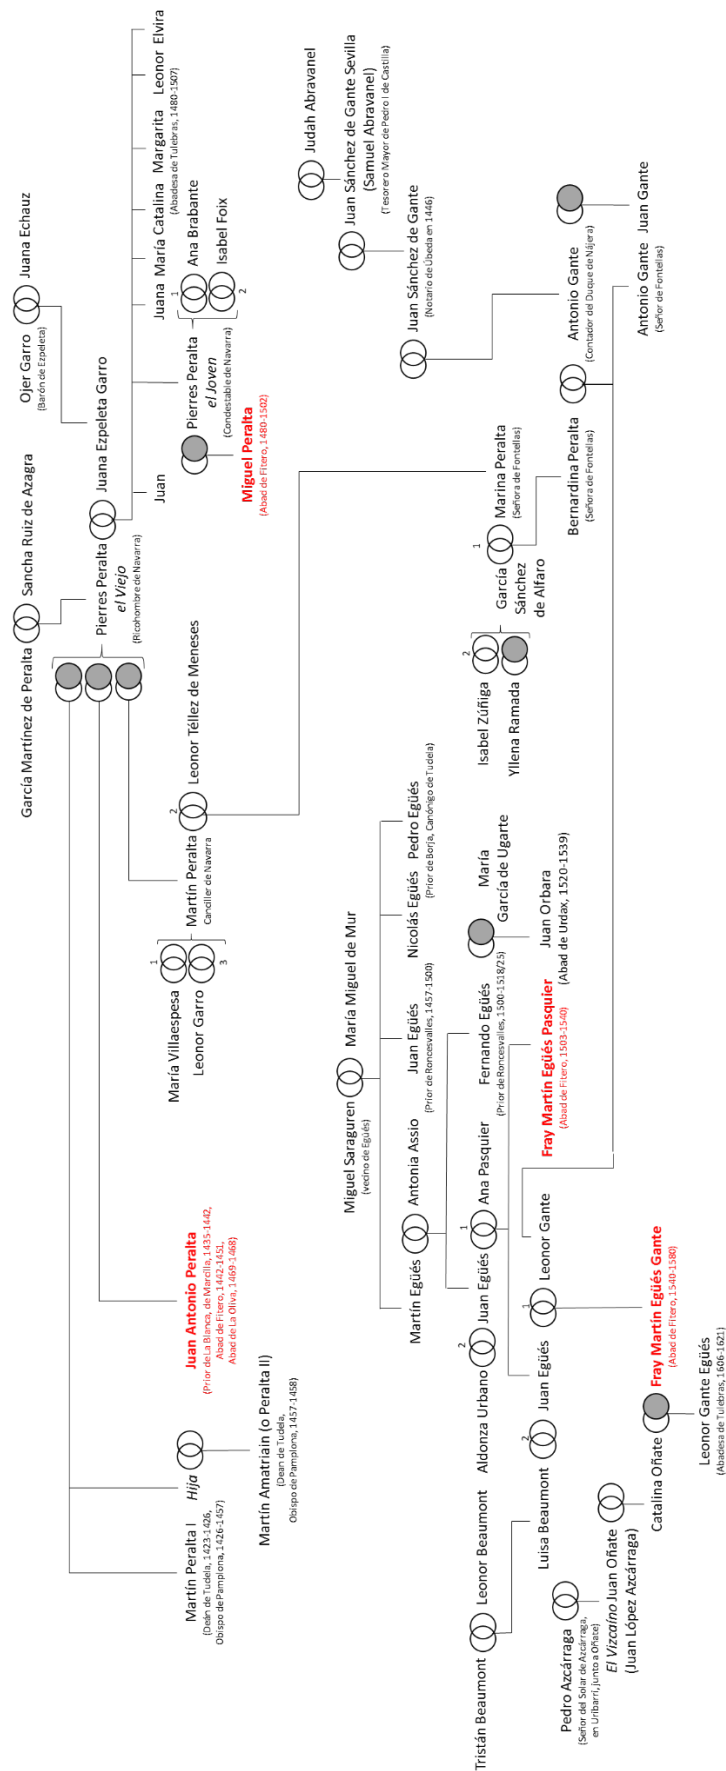 García Martínez de Peralta
Sancha Ruiz de Azagra
Ojer Garro
(Barón de Ezpeleta)
Juana Echauz
Pierres Peralta
el Viejo
(Ricohombre de Navarra)
Juana Ezpeleta Garro
Juan
Pierres Peralta
el Joven
(Condestable de Navarra)
1
Ana Brabante
Isabel Foix
2
Juana
María
Catalina
Margarita
(Abadesa de Tulebras, 1480-1507)
Leonor
Elvira
Miguel Peralta
(Abad de Fitero, 1480-1502)
Martín Peralta I
(Deán de Tudela, 1423-1426,
Obispo de Pamplona, 1426-1457)
Hija
Martín Amatriain (o Peralta II)
(Dean de Tudela,
Obispo de Pamplona, 1457-1458)
Juan Antonio Peralta
(Prior de La Blanca, de Marcilla, 1435-1442,
Abad de Fitero, 1442-1451,
Abad de La Oliva, 1469-1468)
María Villaespesa
1
Leonor Garro
3
Martín Peralta
Canciller de Navarra
2
Leonor Téllez de Meneses
Judah Abravanel
Juan Sánchez de Gante Sevilla
(Samuel Abravanel)
(Tesorero Mayor de Pedro I de Castilla)
Juan Sánchez de Gante
(Notario de Úbeda en 1446)
Miguel Saraguren
(vecino de Egüés)
María Miguel de Mur
Martín Egüés
Antonia Assio
Juan Egüés
(Prior de Roncesvalles, 1457-1500)
Nicolás Egüés
Pedro Egüés
(Prior de Borja, Canónigo de Tudela)
Isabel Zúñiga
2
Yllena Ramada
García
Sánchez
de Alfaro
1
Marina Peralta
(Señora de Fontellas)
Tristán Beaumont
Leonor Beaumont
Aldonza Urbano
2
Juan Egüés
1
Ana Pasquier
Fernando Egüés
(Prior de Roncesvalles, 1500-1518/25)
María
García de Ugarte
Juan Orbara
(Abad de Urdax, 1520-1539)
Bernardina Peralta
(Señora de Fontellas)
Antonio Gante
(Contador del Duque de Nájera)
Juan Gante
Luisa Beaumont
2
Juan Egüés
1
Leonor Gante
Fray Martín Egüés Pasquier
(Abad de Fitero, 1503-1540)
Antonio Gante
(Señor de Fontellas)
Pedro Azcárraga
(Señor del Solar de Azcárraga,
en Uribarri, junto a Oñate)
El Vizcaíno Juan Oñate
(Juan López Azcárraga)
Catalina Oñate
Fray Martín Egüés Gante
(Abad de Fitero, 1540-1580)
Leonor Gante Egüés
(Abadesa de Tulebras, 1606-1621)